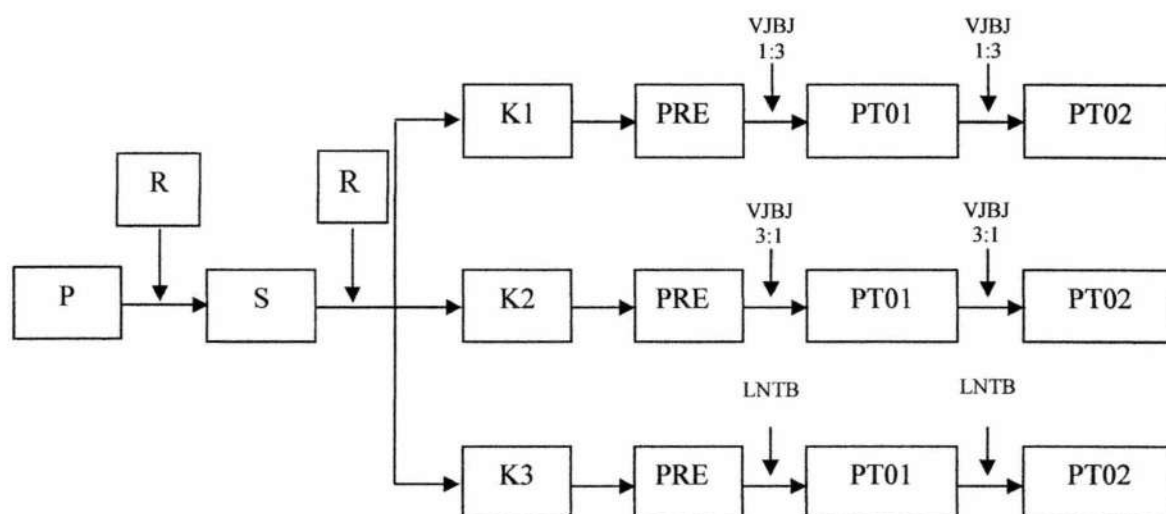 VJBJ
1:3
VJBJ
1:3
K1
PRE
PT01
PT02
R
R
VJBJ
3:1
VJBJ
3:1
P
S
K2
PRE
PT01
PT02
LNTB
LNTB
K3
PRE
PT01
PT02